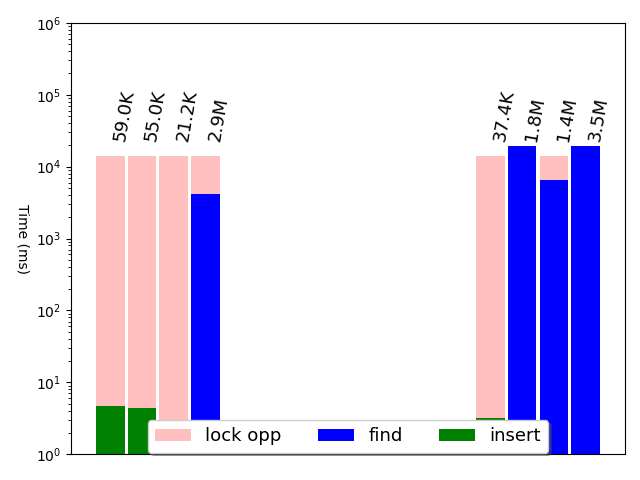 10^6
10^5
10^4
10^3
10^2
10^1
10^0
Time (ms)
59.0K
55.0K
21.2K
2.9M
37.4K
1.8M
1.4M
3.5M
lock opp find insert